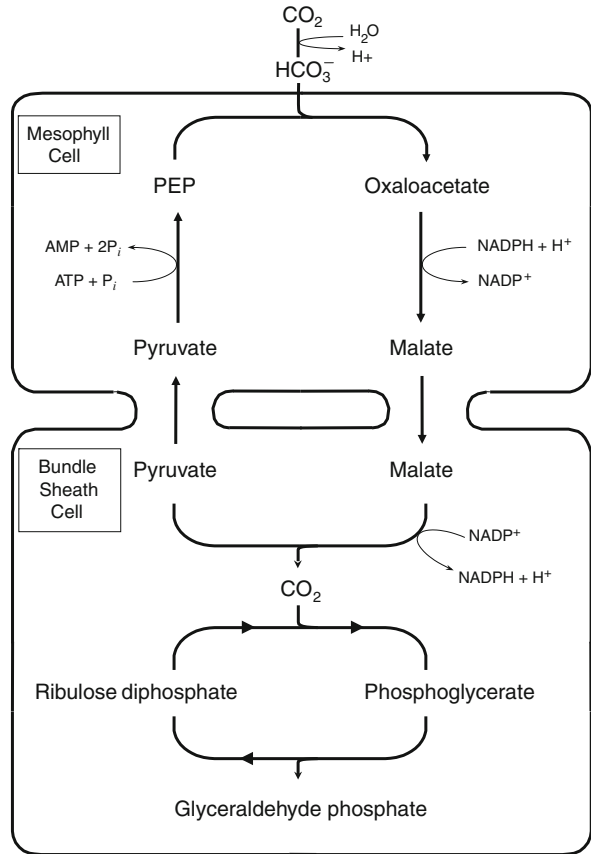 CO₂
H₂O
H+
HCO₃⁻
Mesophyll
Cell
PEP
Oxaloacetate
AMP + 2Pᵢ
ATP + Pᵢ
NADPH + H⁺
NADP⁺
Pyruvate
Malate
Bundle
Sheath
Cell
Pyruvate
Malate
NADP⁺
NADPH + H⁺
CO₂
Ribulose diphosphate
Phosphoglycerate
Glyceraldehyde phosphate